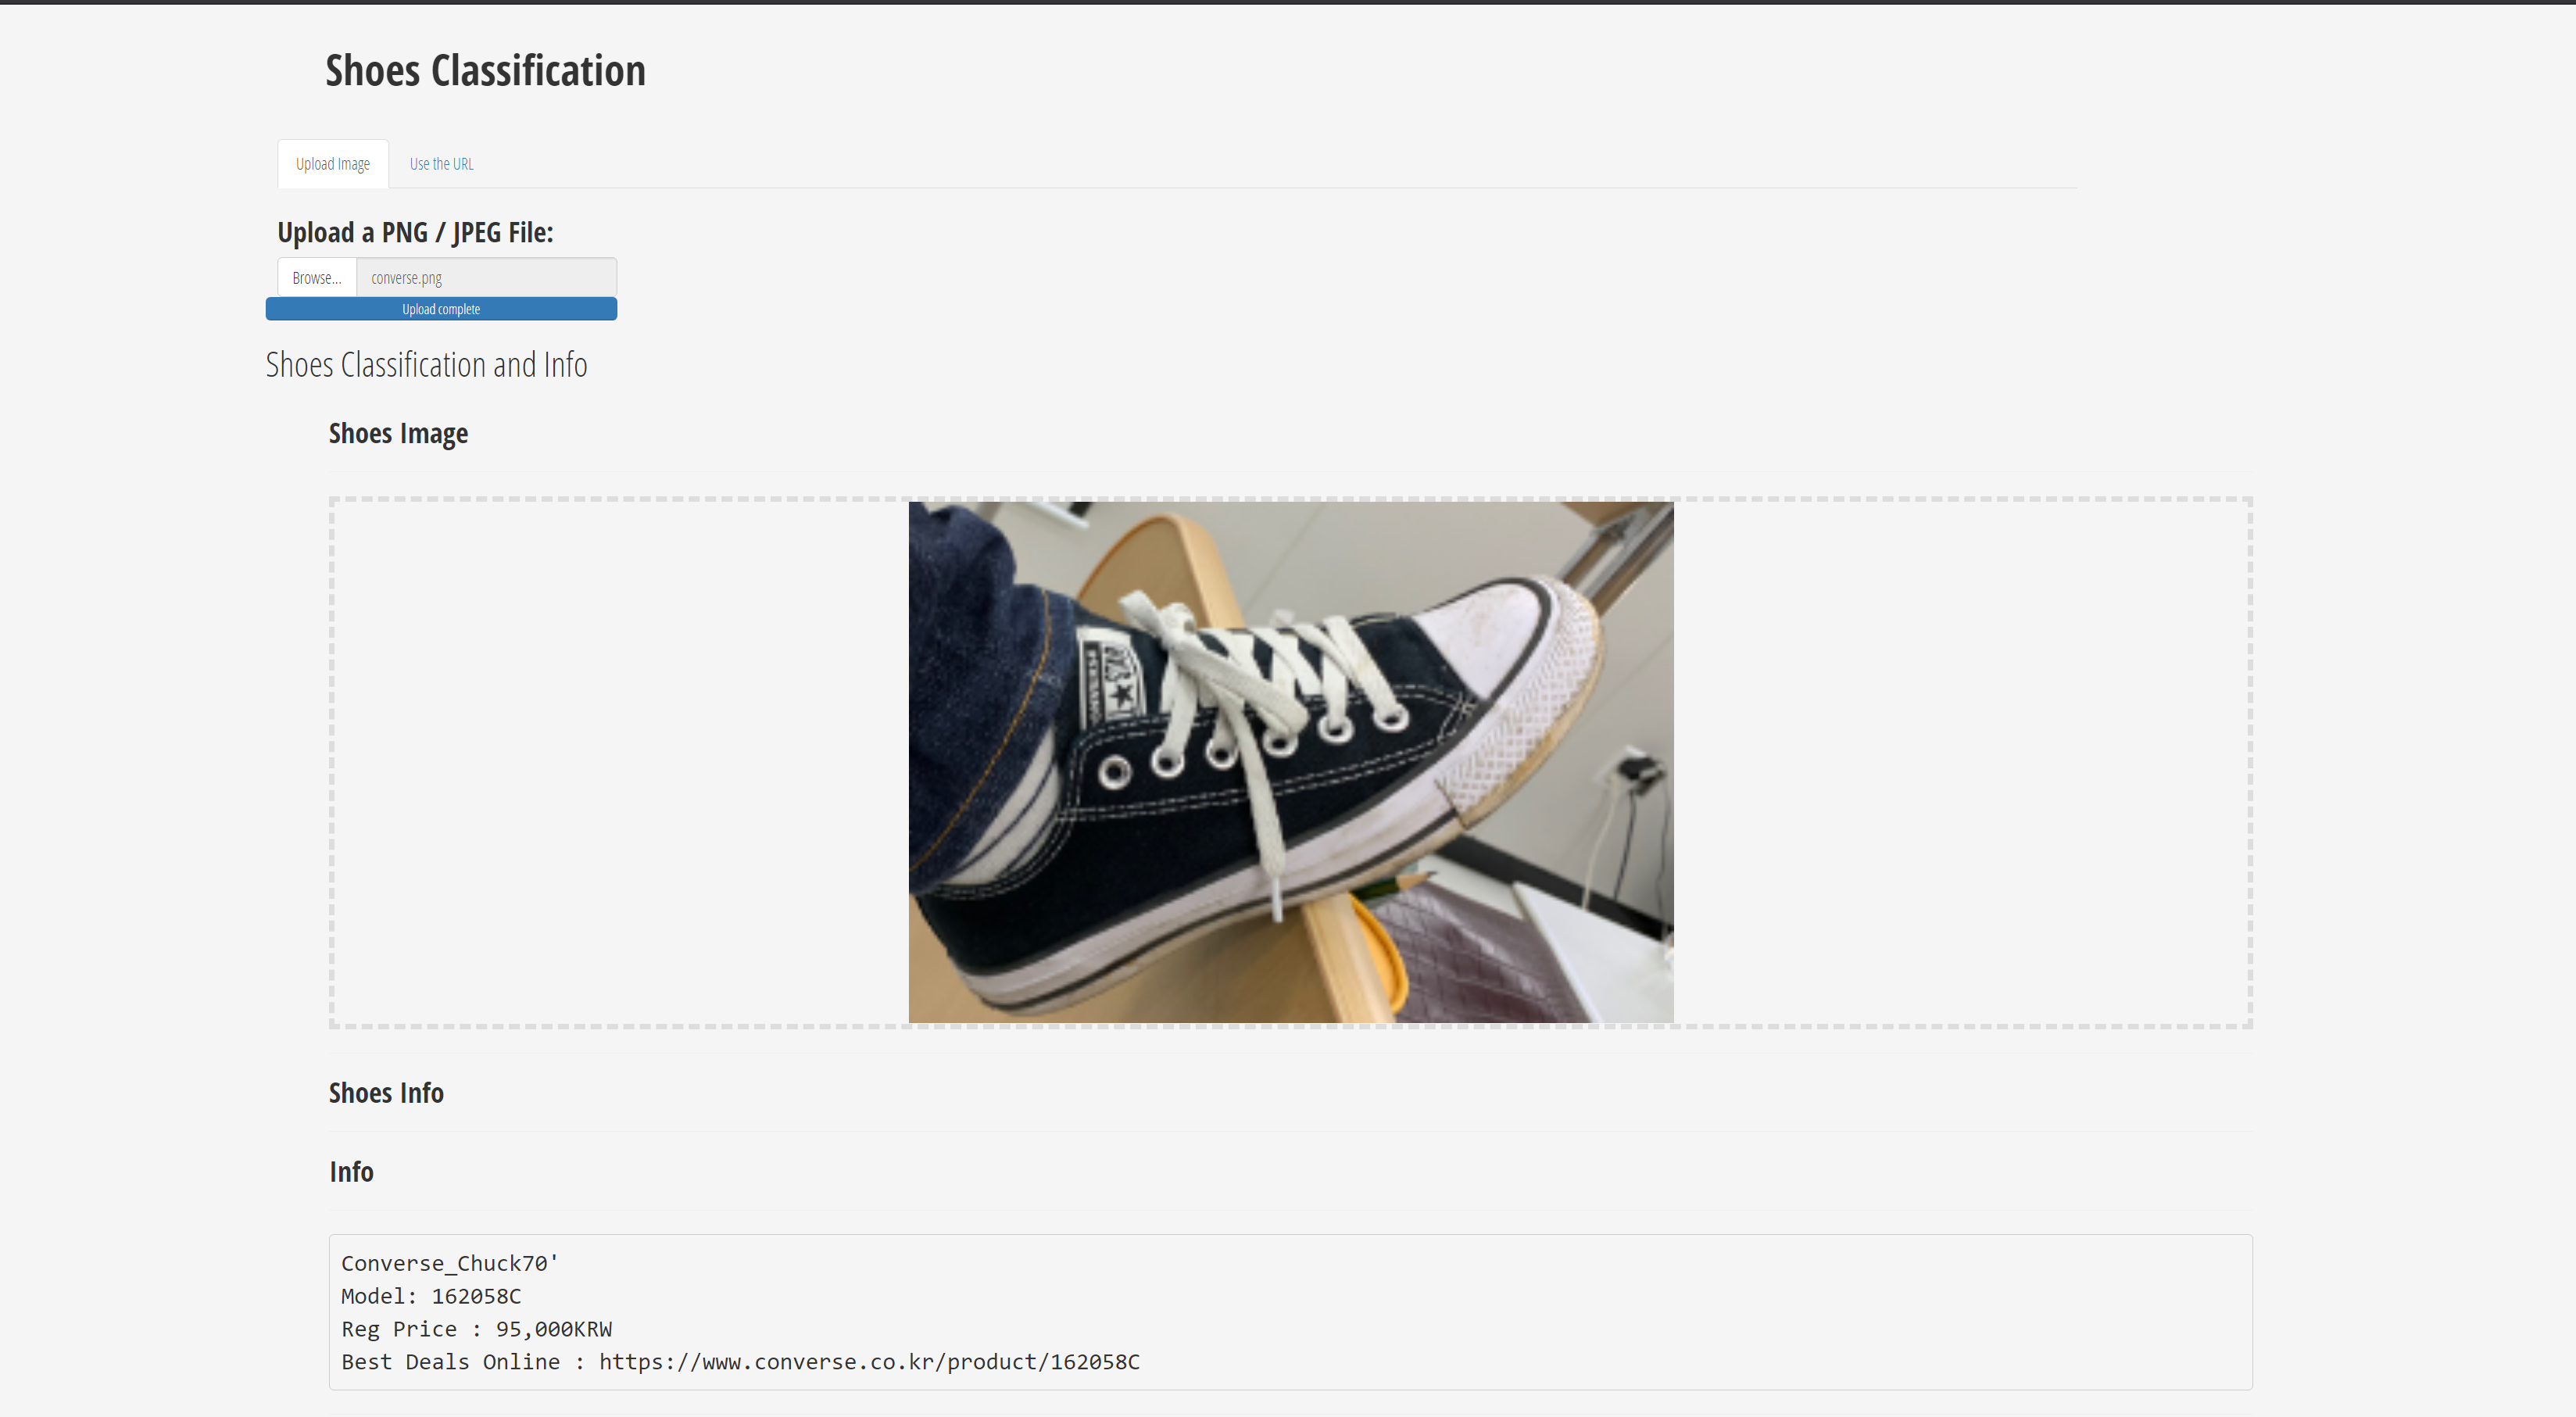 Shoes Classification
Upload Image
Use the URL
Upload a PNG / JPEG File:
Browse...
converse.png
Upload complete
Shoes Classification and Info
Shoes Image
CONVERSE
ALL ★
Shoes Info
Info
Converse_Chuck70'
Model: 162058C
Reg Price : 95,000KRW
Best Deals Online : https://www.converse.co.kr/product/162058C